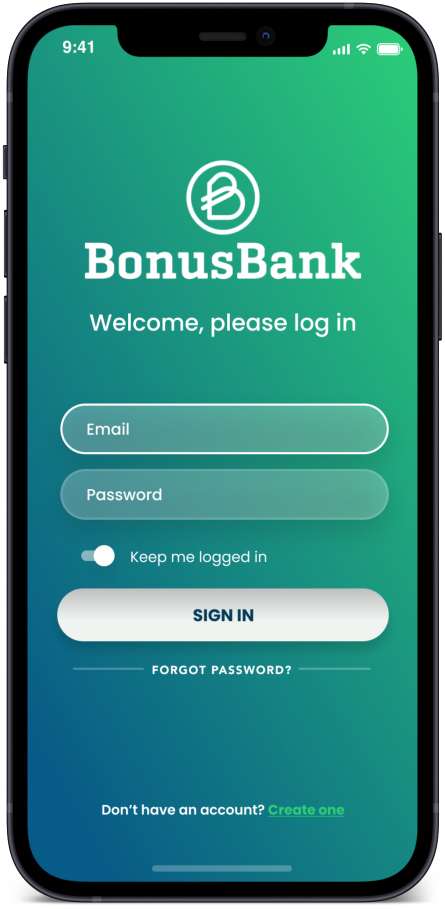 9:41
BonusBank
Welcome, please log in
Email
Password
Keep me logged in
SIGN IN
FORGOT PASSWORD?
Don’t have an account? Create one